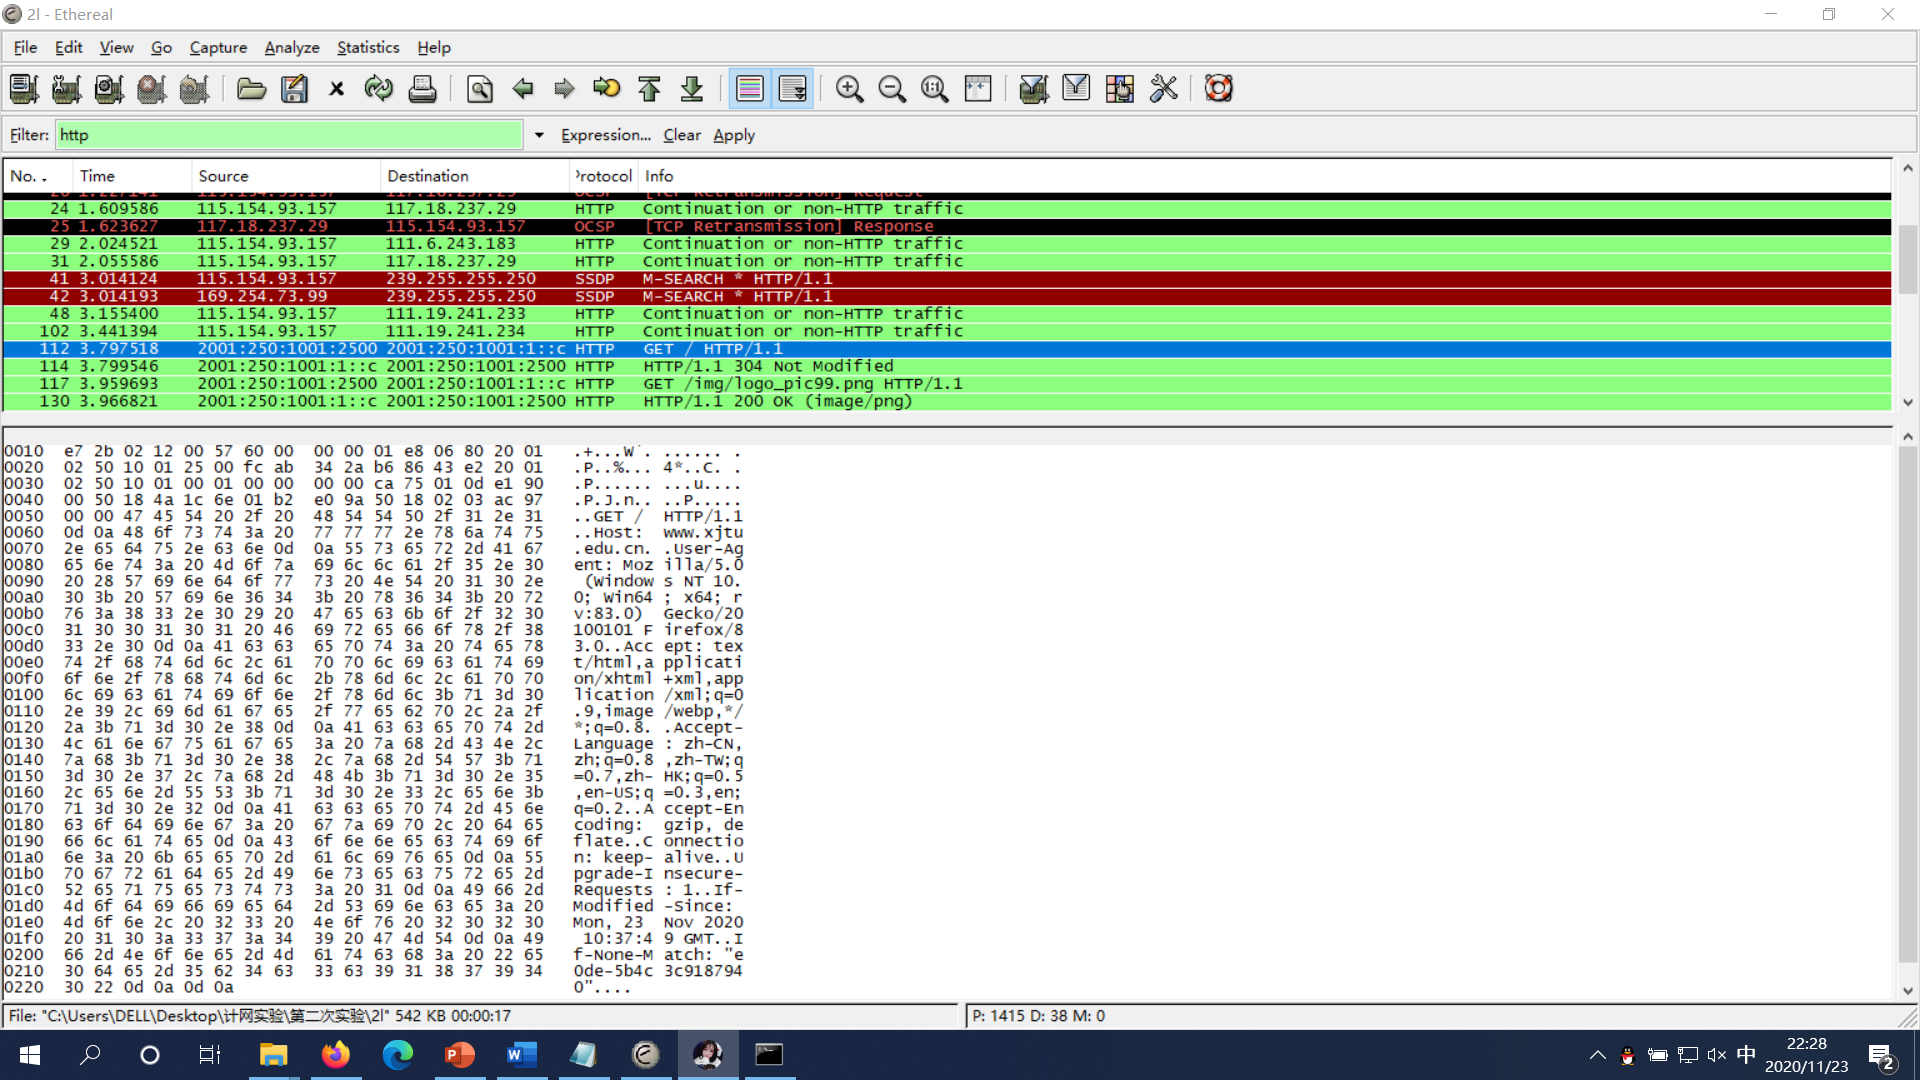 2l - Ethereal
File Edit View Go Capture Analyze Statistics Help
Filter: http Expression... Clear Apply
No. . Time Source Destination Protocol Info
24 1.609586 115.154.93.157 117.18.237.29 HTTP Continuation or non-HTTP traffic
25 1.623627 117.18.237.29 115.154.93.157 OCSP [TCP Retransmission] Response
29 2.024521 115.154.93.157 111.6.243.183 HTTP Continuation or non-HTTP traffic
31 2.055586 115.154.93.157 117.18.237.29 HTTP Continuation or non-HTTP traffic
41 3.014124 115.154.93.157 239.255.255.250 SSDP M-SEARCH * HTTP/1.1
42 3.014193 169.254.73.99 239.255.255.250 SSDP M-SEARCH * HTTP/1.1
48 3.155400 115.154.93.157 111.19.241.233 HTTP Continuation or non-HTTP traffic
102 3.441394 115.154.93.157 111.19.241.234 HTTP Continuation or non-HTTP traffic
112 3.797518 2001:250:1001:2500 2001:250:1001:1::c HTTP GET / HTTP/1.1
114 3.799546 2001:250:1001:1::c 2001:250:1001:2500 HTTP HTTP/1.1 304 Not Modified
117 3.959693 2001:250:1001:2500 2001:250:1001:1::c HTTP GET /img/logo_pic99.png HTTP/1.1
130 3.966821 2001:250:1001:1::c 2001:250:1001:2500 HTTP HTTP/1.1 200 OK (image/png)
0010 e7 2b 02 12 00 57 60 00 00 00 01 e8 06 80 20 01 .+...W`. ...... .
0020 02 50 10 01 25 00 fc ab 34 2a b6 86 43 e2 20 01 .P..%... 4*..C. .
0030 02 50 10 01 00 01 00 00 00 00 ca 75 01 0d e1 90 .P...... ...u....
0040 00 50 18 4a 1c 6e 01 b2 e0 9a 50 18 02 03 ac 97 .P.J.n.. ..P.....
0050 00 00 47 45 54 20 2f 20 48 54 54 50 2f 31 2e 31 ..GET / HTTP/1.1
0060 0d 0a 48 6f 73 74 3a 20 77 77 77 2e 78 6a 74 75 ..Host: www.xjtu
0070 2e 65 64 75 2e 63 6e 0d 0a 55 73 65 72 2d 41 67 .edu.cn. .User-Ag
0080 65 6e 74 3a 20 4d 6f 7a 69 6c 6c 61 2f 35 2e 30 ent: Moz illa/5.0
0090 20 28 57 69 6e 64 6f 77 73 20 4e 54 20 31 30 2e (Window s NT 10.
00a0 30 3b 20 57 69 6e 36 34 3b 20 78 36 34 3b 20 72 0; Win64 ; x64; r
00b0 76 3a 38 33 2e 30 29 20 47 65 63 6b 6f 2f 32 30 v:83.0) Gecko/20
00c0 31 30 30 31 30 31 20 46 69 72 65 66 6f 78 2f 38 100101 F irefox/8
00d0 33 2e 30 0d 0a 41 63 63 65 70 74 3a 20 74 65 78 3.0..Acc ept: tex
00e0 74 2f 68 74 6d 6c 2c 61 70 70 6c 69 63 61 74 69 t/html,a pplicati
00f0 6f 6e 2f 78 68 74 6d 6c 2b 78 6d 6c 2c 61 70 70 on/xhtml +xml,app
0100 6c 69 63 61 74 69 6f 6e 2f 78 6d 6c 3b 71 3d 30 lication /xml;q=0
0110 2e 39 2c 69 6d 61 67 65 2f 77 65 62 70 2c 2a 2f .9,image /webp,*/
0120 2a 3b 71 3d 30 2e 38 0d 0a 41 63 63 65 70 74 2d *;q=0.8. .Accept-
0130 4c 61 6e 67 75 61 67 65 3a 20 7a 68 2d 43 4e 2c Language : zh-CN,
0140 7a 68 3b 71 3d 30 2e 38 2c 7a 68 2d 54 57 3b 71 zh;q=0.8 ,zh-TW;q
0150 3d 30 2e 37 2c 7a 68 2d 48 4b 3b 71 3d 30 2e 35 =0.7,zh- HK;q=0.5
0160 2c 65 6e 2d 55 53 3b 71 3d 30 2e 33 2c 65 6e 3b ,en-US;q =0.3,en;
0170 71 3d 30 2e 32 0d 0a 41 63 63 65 70 74 2d 45 6e q=0.2..A ccept-En
0180 63 6f 64 69 6e 67 3a 20 67 7a 69 70 2c 20 64 65 coding: gzip, de
0190 66 6c 61 74 65 0d 0a 43 6f 6e 6e 65 63 74 69 6f flate..C onnectio
01a0 6e 3a 20 6b 65 65 70 2d 61 6c 69 76 65 0d 0a 55 n: keep- alive..U
01b0 70 67 72 61 64 65 2d 49 6e 73 65 63 75 72 65 2d pgrade-I nsecure-
01c0 52 65 71 75 65 73 74 73 3a 20 31 0d 0a 49 66 2d Requests : 1..If-
01d0 4d 6f 64 69 66 69 65 64 2d 53 69 6e 63 65 3a 20 Modified -Since:
01e0 4d 6f 6e 2c 20 32 33 20 4e 6f 76 20 32 30 32 30 Mon, 23 Nov 2020
01f0 20 31 30 3a 33 37 3a 34 39 20 47 4d 54 0d 0a 49 10:37:4 9 GMT..I
0200 66 2d 4e 6f 6e 65 2d 4d 61 74 63 68 3a 20 22 65 f-None-M atch: "e
0210 30 64 65 2d 35 62 34 63 33 63 39 31 38 37 39 34 0de-5b4c 3c918794
0220 30 22 0d 0a 0d 0a 0"....
File: "C:\Users\DELL\Desktop\计网实验\第二次实验\2l" 542 KB 00:00:17 P: 1415 D: 38 M: 0
中 22:28
2020/11/23 2